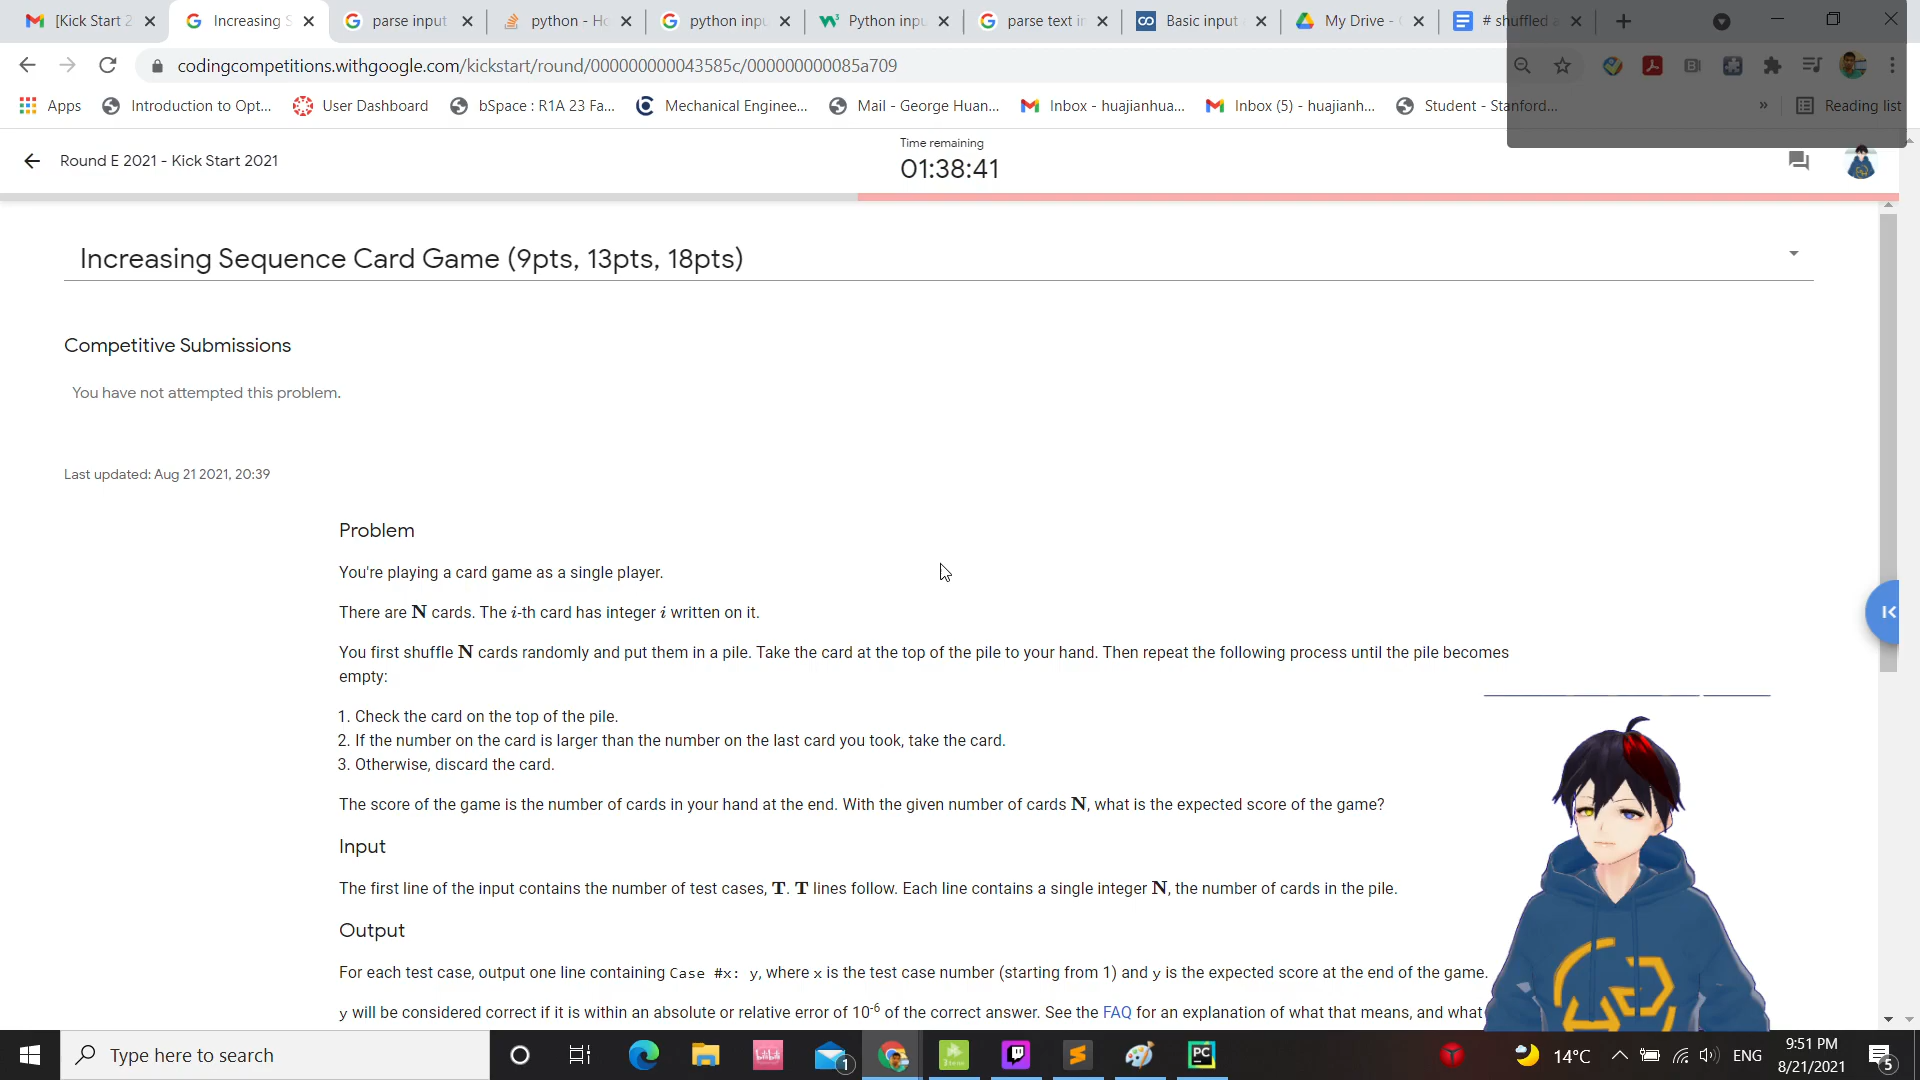 [Kick Start 2
Increasing S
parse input
python - Ho
python inpu
Python inpu
parse text in
Basic input
My Drive -
# shuffled a
codingcompetitions.withgoogle.com/kickstart/round/000000000043585c/000000000085a709
Apps
Introduction to Opt...
User Dashboard
bSpace : R1A 23 Fa...
Mechanical Enginee...
Mail - George Huan...
Inbox - huajianhua...
Inbox (5) - huajianh...
Student - Stanford...
»
Reading list
Round E 2021 - Kick Start 2021
Time remaining
01:38:41
Increasing Sequence Card Game (9pts, 13pts, 18pts)
Competitive Submissions
You have not attempted this problem.
Last updated: Aug 21 2021, 20:39
Problem
You're playing a card game as a single player.
There are N cards. The i-th card has integer i written on it.
You first shuffle N cards randomly and put them in a pile. Take the card at the top of the pile to your hand. Then repeat the following process until the pile becomes
empty:
1. Check the card on the top of the pile.
2. If the number on the card is larger than the number on the last card you took, take the card.
3. Otherwise, discard the card.
The score of the game is the number of cards in your hand at the end. With the given number of cards N, what is the expected score of the game?
Input
The first line of the input contains the number of test cases, T. T lines follow. Each line contains a single integer N, the number of cards in the pile.
Output
For each test case, output one line containing Case #x: y, where x is the test case number (starting from 1) and y is the expected score at the end of the game.
y will be considered correct if it is within an absolute or relative error of 10-6 of the correct answer. See the FAQ for an explanation of what that means, and what
Type here to search
1
PC
14°C
ENG
9:51 PM
8/21/2021
5